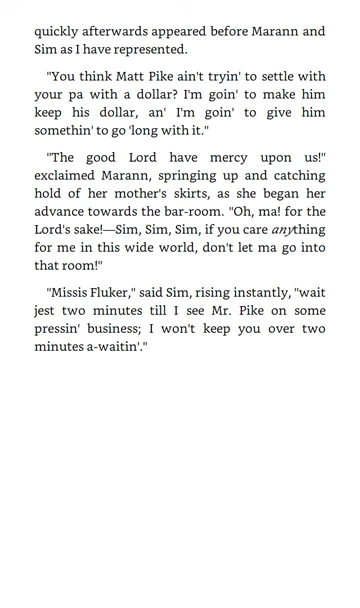 quickly afterwards appeared before Marann and
Sim as I have represented.
"You think Matt Pike ain't tryin' to settle with
your pa with a dollar? I'm goin' to make him
keep his dollar, an' I'm goin' to give him
somethin' to go 'long with it."
"The good Lord have mercy upon us!"
exclaimed Marann, springing up and catching
hold of her mother's skirts, as she began her
advance towards the bar-room. "Oh, ma! for the
Lord's sake!—Sim, Sim, Sim, if you care anything
for me in this wide world, don't let ma go into
that room!"
"Missis Fluker," said Sim, rising instantly, "wait
jest two minutes till I see Mr. Pike on some
pressin' business; I won't keep you over two
minutes a-waitin'."